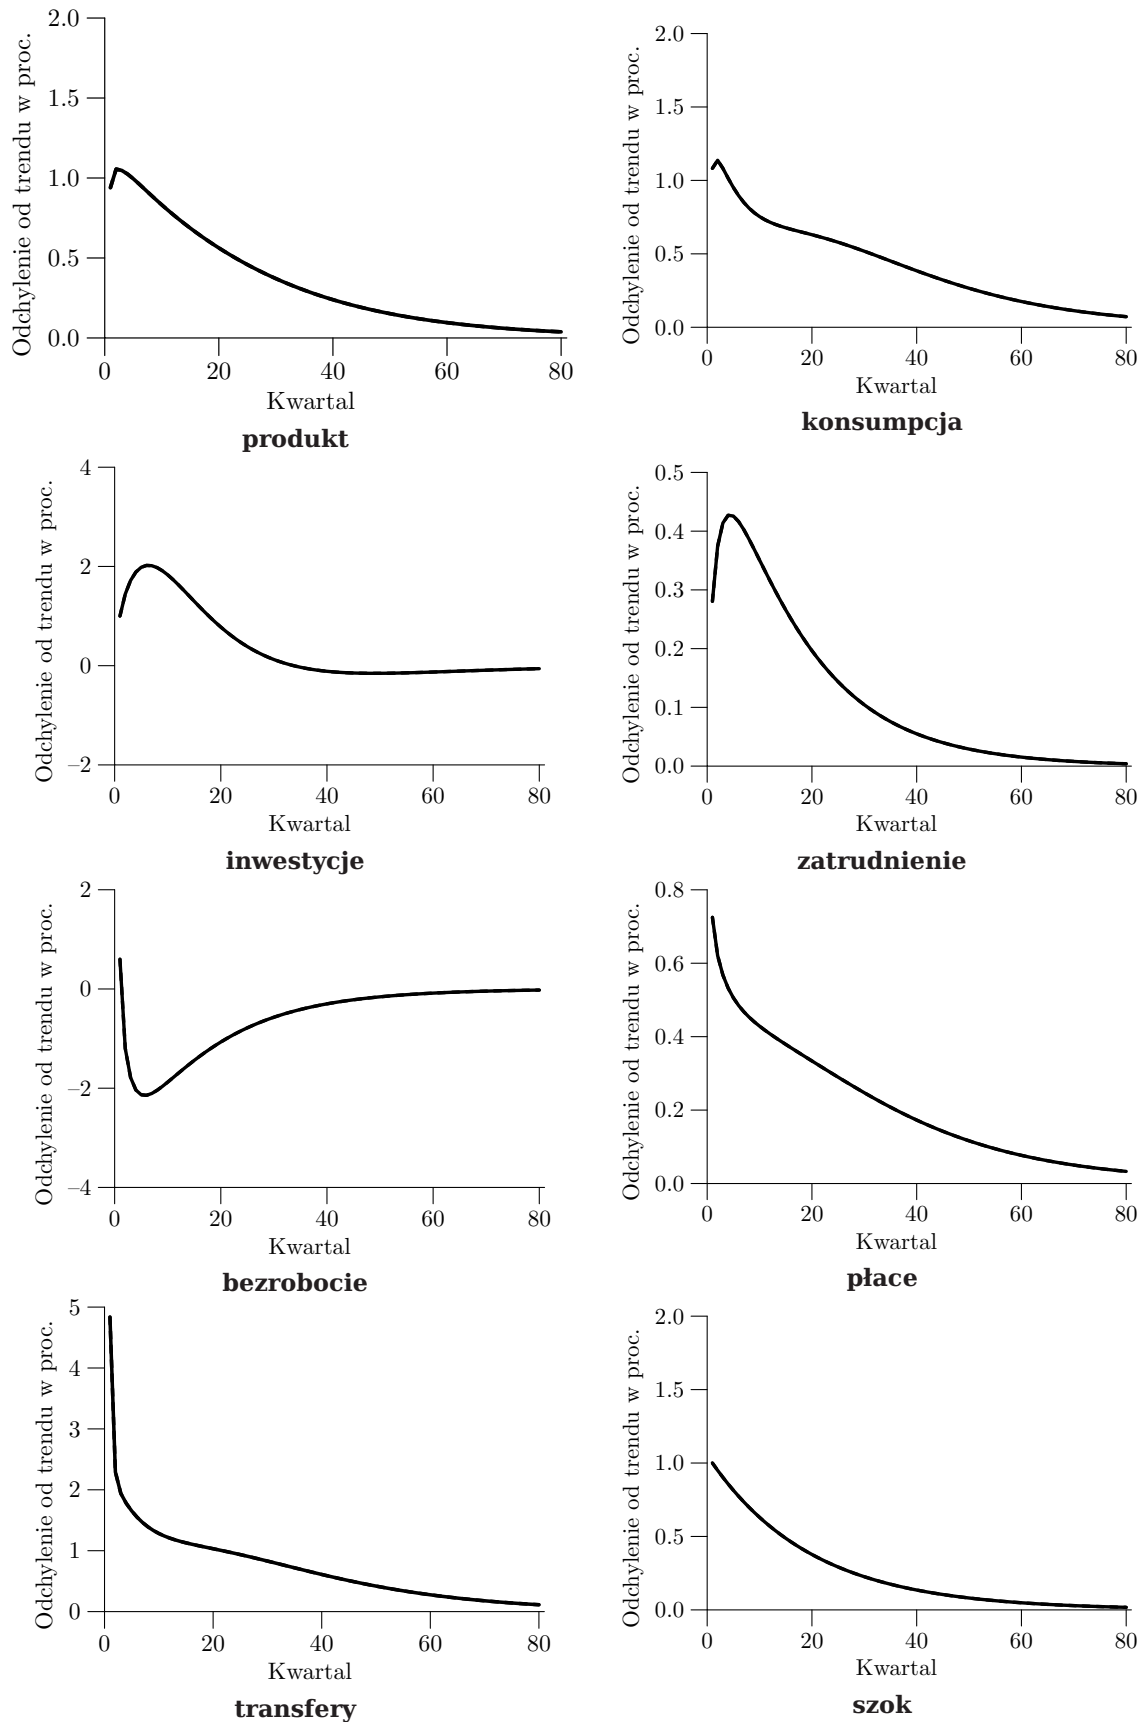 Odchylenie od trendu w proc.
2.0
1.5
1.0
0.5
0.0
0 20 40 60 80
Kwartal
produkt
Odchylenie od trendu w proc.
2.0
1.5
1.0
0.5
0.0
0 20 40 60 80
Kwartal
konsumpcja
Odchylenie od trendu w proc.
4
2
0
–2
0 20 40 60 80
Kwartal
inwestycje
Odchylenie od trendu w proc.
0.5
0.4
0.3
0.2
0.1
0.0
0 20 40 60 80
Kwartal
zatrudnienie
Odchylenie od trendu w proc.
2
0
–2
–4
0 20 40 60 80
Kwartal
bezrobocie
Odchylenie od trendu w proc.
0.8
0.6
0.4
0.2
0.0
0 20 40 60 80
Kwartal
płace
Odchylenie od trendu w proc.
5
4
3
2
1
0
0 20 40 60 80
Kwartal
transfery
Odchylenie od trendu w proc.
2.0
1.5
1.0
0.5
0.0
0 20 40 60 80
Kwartal
szok